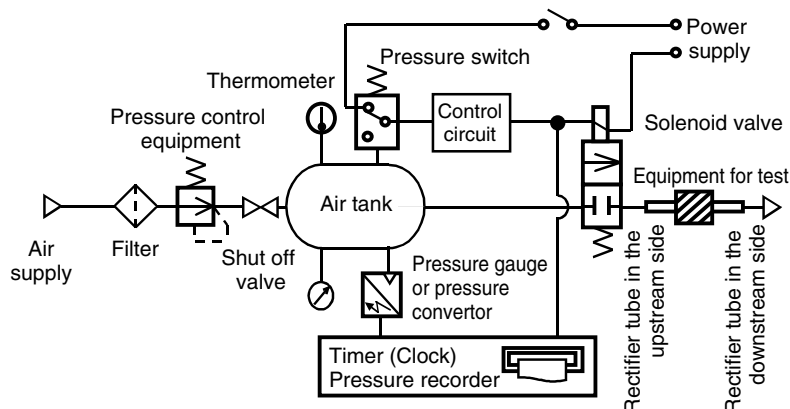 Power
supply
Pressure switch
Thermometer
Pressure control
equipment
Control
circuit
Solenoid valve
Equipment for test
Air tank
Air
supply
Filter
Shut off
valve
Pressure gauge
or pressure
convertor
Rectifier tube in the
upstream side
Rectifier tube in the
downstream side
Timer (Clock)
Pressure recorder